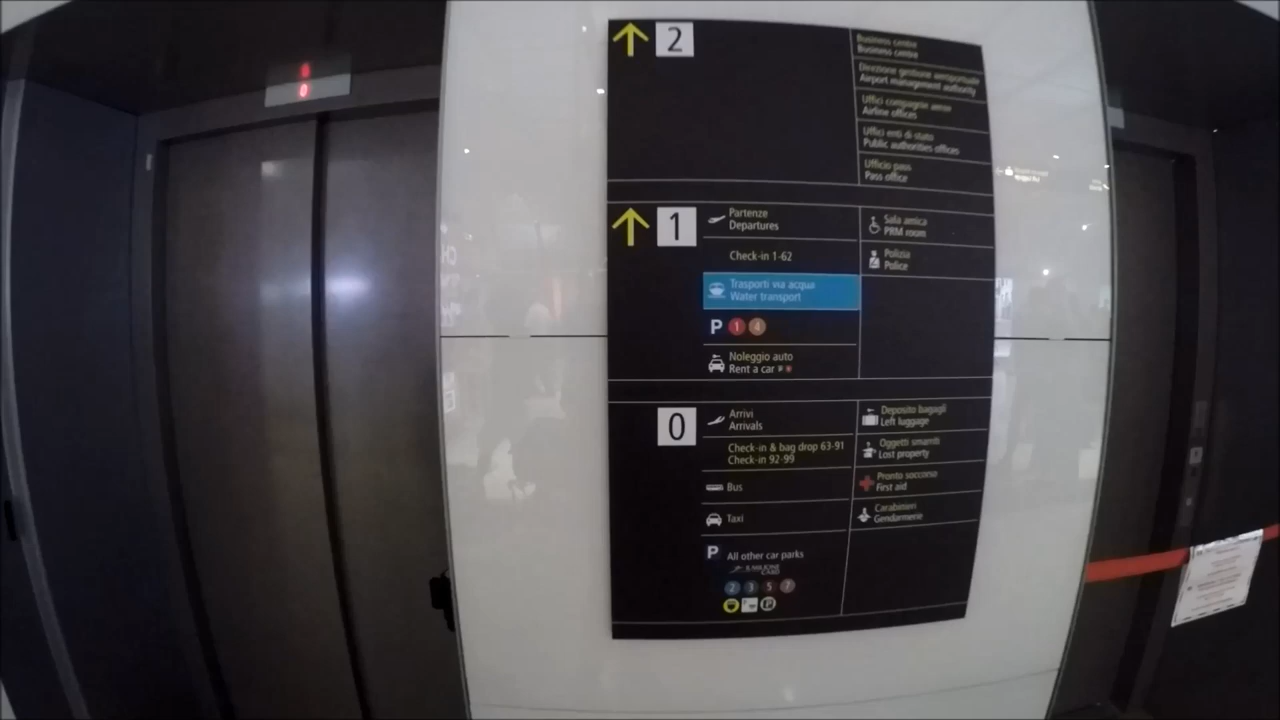 0
2
Business centre
Business centre
Direzione gestione aeroportuale
Airport management authority
Uffici compagnie aeree
Airline offices
Uffici enti di stato
Public authorities offices
Ufficio pass
Pass office
1
Partenze
Departures
Check-in 1-62
Trasporti via acqua
Water transport
P 1 4
Noleggio auto
Rent a car P
Sala amica
PRM room
Polizia
Police
0
Arrivi
Arrivals
Check-in & bag drop 63-91
Check-in 92-99
Bus
Taxi
P All other car parks
2 3 5 7
P
Deposito bagagli
Left luggage
Oggetti smarriti
Lost property
Pronto soccorso
First aid
Carabinieri
Gendarmerie